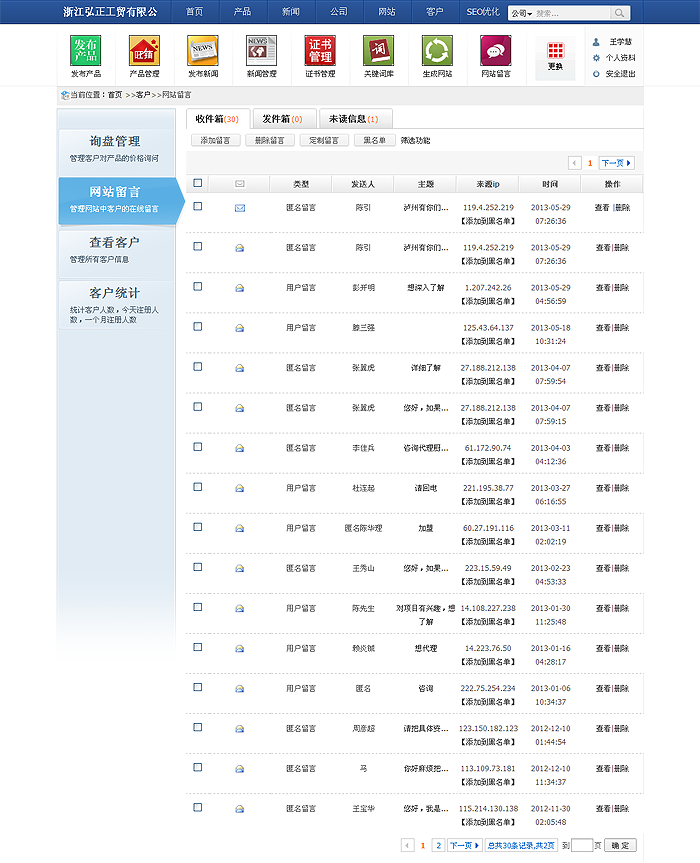 浙江弘正工贸有限公 首页 产品 新闻 公司 网站 客户 SEO优化 公司 搜索...
发布产品 NEWS NEWS 证书管理 词
发布产品 产品管理 发布新闻 新闻管理 证书管理 关键词库 生成网站 网站留言 更换
王学慧
个人资料
安全退出
当前位置：首页 >>客户>>网站留言
询盘管理
管理客户对产品的价格询问
网站留言
管理网站中客户的在线留言
查看客户
管理所有客户信息
客户统计
统计客户人数，今天注册人
数，一个月注册人数
收件箱(30) 发件箱(0) 未读信息(1)
添加留言 删除留言 定制留言 黑名单 筛选功能
1 下一页
类型 发送人 主题 来源ip 时间 操作
匿名留言 陈引 泸州有你们... 119.4.252.219 2013-05-29 查看 |删除
【添加到黑名单】 07:26:36
匿名留言 陈引 泸州有你们... 119.4.252.219 2013-05-29 查看|删除
【添加到黑名单】 07:26:36
用户留言 彭开明 想深入了解 1.207.242.26 2013-05-29 查看|删除
【添加到黑名单】 04:56:59
用户留言 滕三强 125.43.64.137 2013-05-18 查看|删除
【添加到黑名单】 10:31:24
匿名留言 张翼虎 详细了解 27.188.212.138 2013-04-07 查看|删除
【添加到黑名单】 07:59:54
匿名留言 张翼虎 您好，如果... 27.188.212.138 2013-04-07 查看|删除
【添加到黑名单】 07:59:15
匿名留言 李佳兵 咨询代理厨... 61.172.90.74 2013-04-03 查看|删除
【添加到黑名单】 04:12:36
用户留言 杜连起 请回电 221.195.38.77 2013-03-27 查看|删除
【添加到黑名单】 06:16:55
用户留言 匿名陈华理 加盟 60.27.191.116 2013-03-11 查看|删除
【添加到黑名单】 02:02:19
匿名留言 王秀山 您好，如果... 223.15.59.49 2013-02-23 查看|删除
【添加到黑名单】 04:53:33
用户留言 陈先生 对项目有兴趣，想 14.108.227.238 2013-01-30 查看|删除
了解 【添加到黑名单】 11:25:48
用户留言 赖炎铖 想代理 14.223.76.50 2013-01-16 查看|删除
【添加到黑名单】 04:28:17
用户留言 匿名 咨询 222.75.254.234 2013-01-06 查看|删除
【添加到黑名单】 10:34:37
匿名留言 周彦超 请把具体资... 123.150.182.123 2012-12-10 查看|删除
【添加到黑名单】 01:44:54
匿名留言 马 你好麻烦把... 113.109.73.181 2012-12-10 查看|删除
【添加到黑名单】 11:34:37
匿名留言 王宝华 您好，我是... 115.214.130.138 2012-11-30 查看|删除
【添加到黑名单】 02:05:48
1 2 下一页 总共30条记录,共2页 到 页 确 定